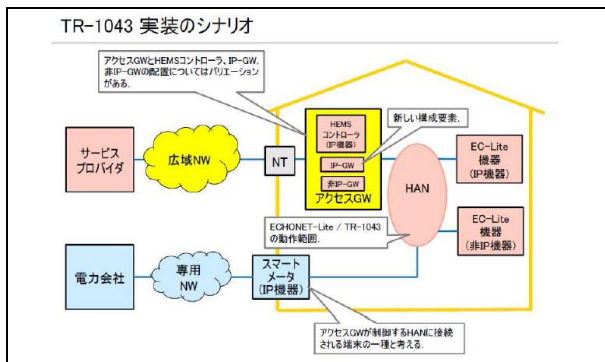 TR-1043 実装のシナリオ
アクセスGWとHEMSコントローラ、IP-GW,
非IP-GWの配置についてはバリエーション
がある.
HEMS
コントローラ
(IP機器)
新しい構成要素.
サービス
プロバイダ
広域NW
NT
IP-GW
非IP-GW
アクセスGW
HAN
EC-Lite
機器
(IP機器)
ECHONET-Lite / TR-1043
の動作範囲.
EC-Lite
機器
(非IP機器)
電力会社
専用
NW
スマート
メータ
(IP機器)
アクセスGWが制御するHANに接続
される端末の一種と考える.